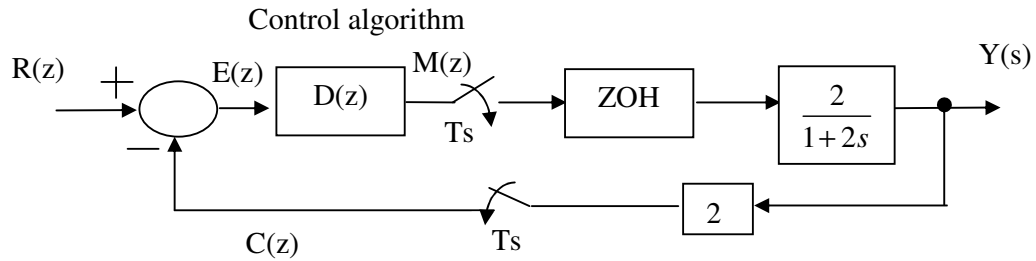 Control algorithm
R(z)
+
E(z)
D(z)
M(z)
Ts
ZOH
2
1+2s
Y(s)
−
C(z)
Ts
2